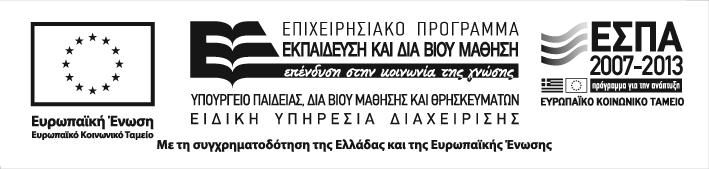 Ευρωπαϊκή Ένωση
Ευρωπαϊκό Κοινωνικό Ταμείο
ΕΠΙΧΕΙΡΗΣΙΑΚΟ ΠΡΟΓΡΑΜΜΑ
ΕΚΠΑΙΔΕΥΣΗ ΚΑΙ ΔΙΑ ΒΙΟΥ ΜΑΘΗΣΗ
επένδυση στην κοινωνία της γνώσης
ΥΠΟΥΡΓΕΙΟ ΠΑΙΔΕΙΑΣ, ΔΙΑ ΒΙΟΥ ΜΑΘΗΣΗΣ ΚΑΙ ΘΡΗΣΚΕΥΜΑΤΩΝ
ΕΙΔΙΚΗ ΥΠΗΡΕΣΙΑ ΔΙΑΧΕΙΡΙΣΗΣ
ΕΣΠΑ
2007-2013
πρόγραμμα για την ανάπτυξη
ΕΥΡΩΠΑΪΚΟ ΚΟΙΝΩΝΙΚΟ ΤΑΜΕΙΟ
Με τη συγχρηματοδότηση της Ελλάδας και της Ευρωπαϊκής Ένωσης